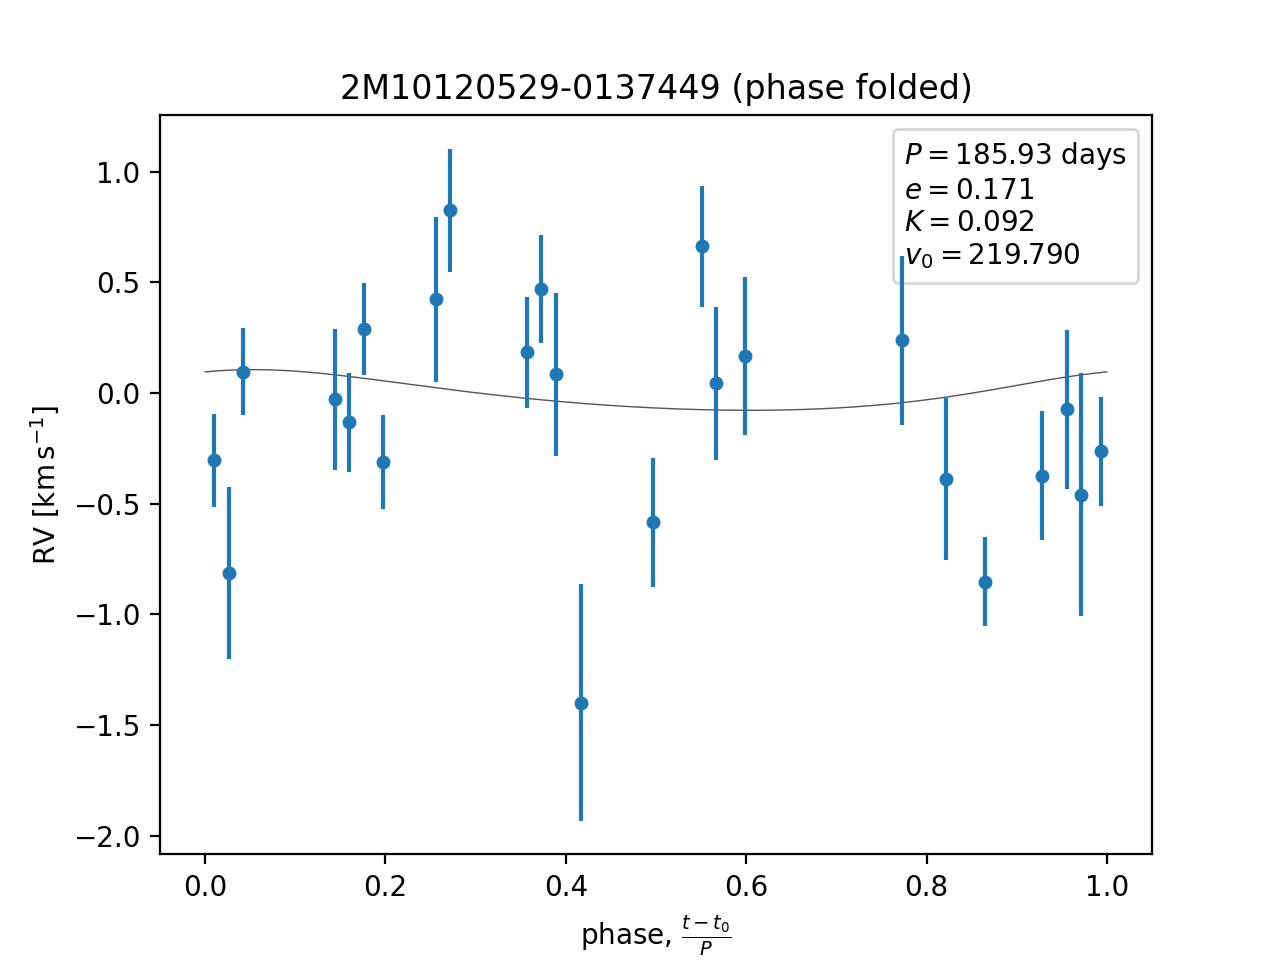 2M10120529-0137449 (phase folded)
P = 185.93 days
e = 0.171
K = 0.092
v₀ = 219.790
1.0
0.5
0.0
−0.5
−1.0
−1.5
−2.0
RV [km s⁻¹]
0.0 0.2 0.4 0.6 0.8 1.0
phase, (t − t₀)/P